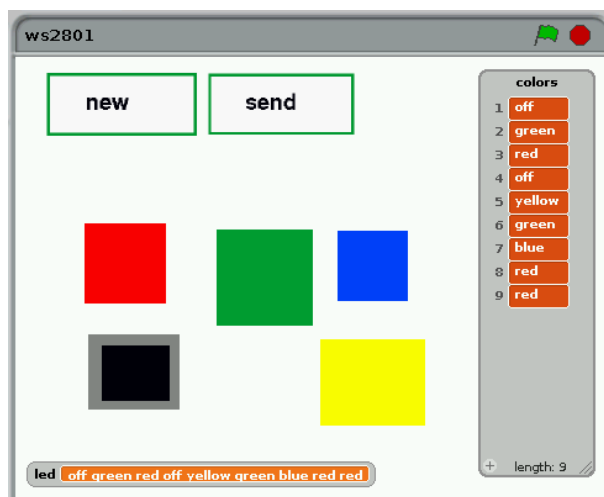 ws2801
new
send
colors
1 off
2 green
3 red
4 off
5 yellow
6 green
7 blue
8 red
9 red
+ length: 9
led off green red off yellow green blue red red